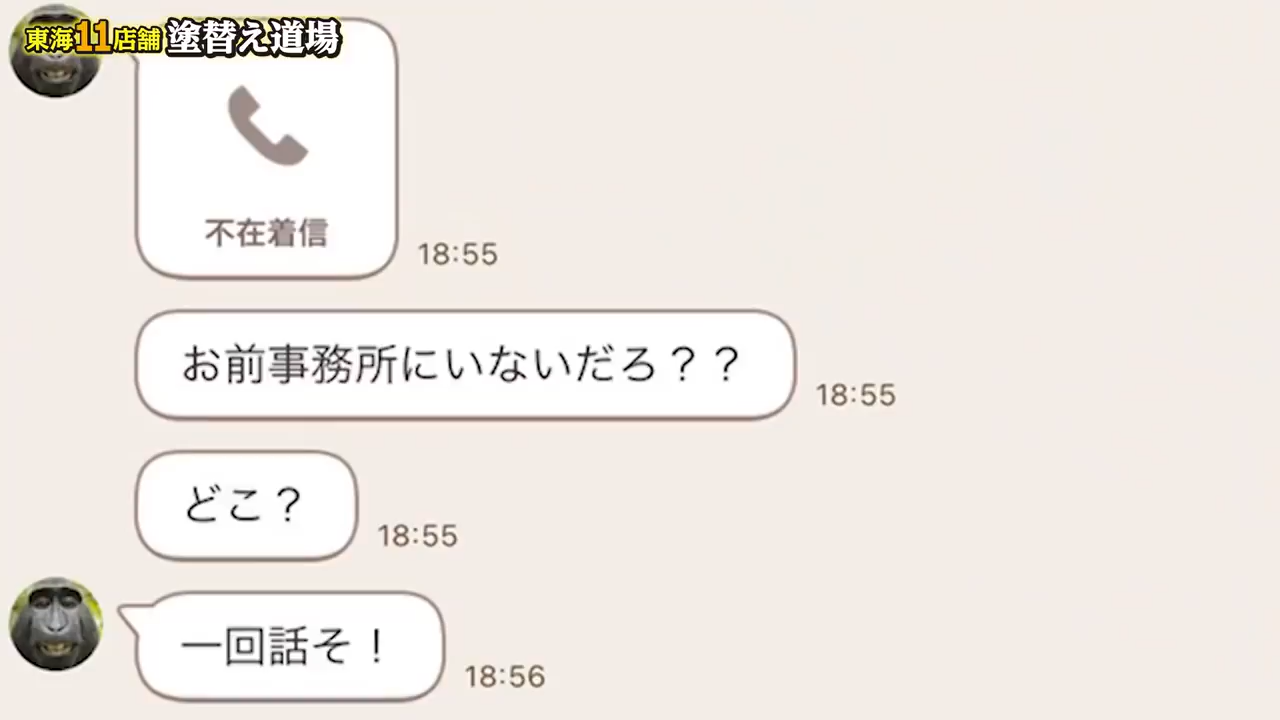 東海11店舗 塗替え道場
不在着信
18:55
お前事務所にいないだろ？？
18:55
どこ？
18:55
一回話そ！
18:56